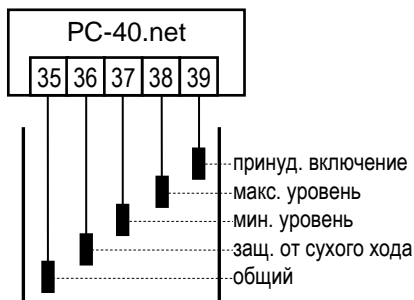 PC-40.net
35 36 37 38 39
принуд. включение
макс. уровень
мин. уровень
защ. от сухого хода
общий